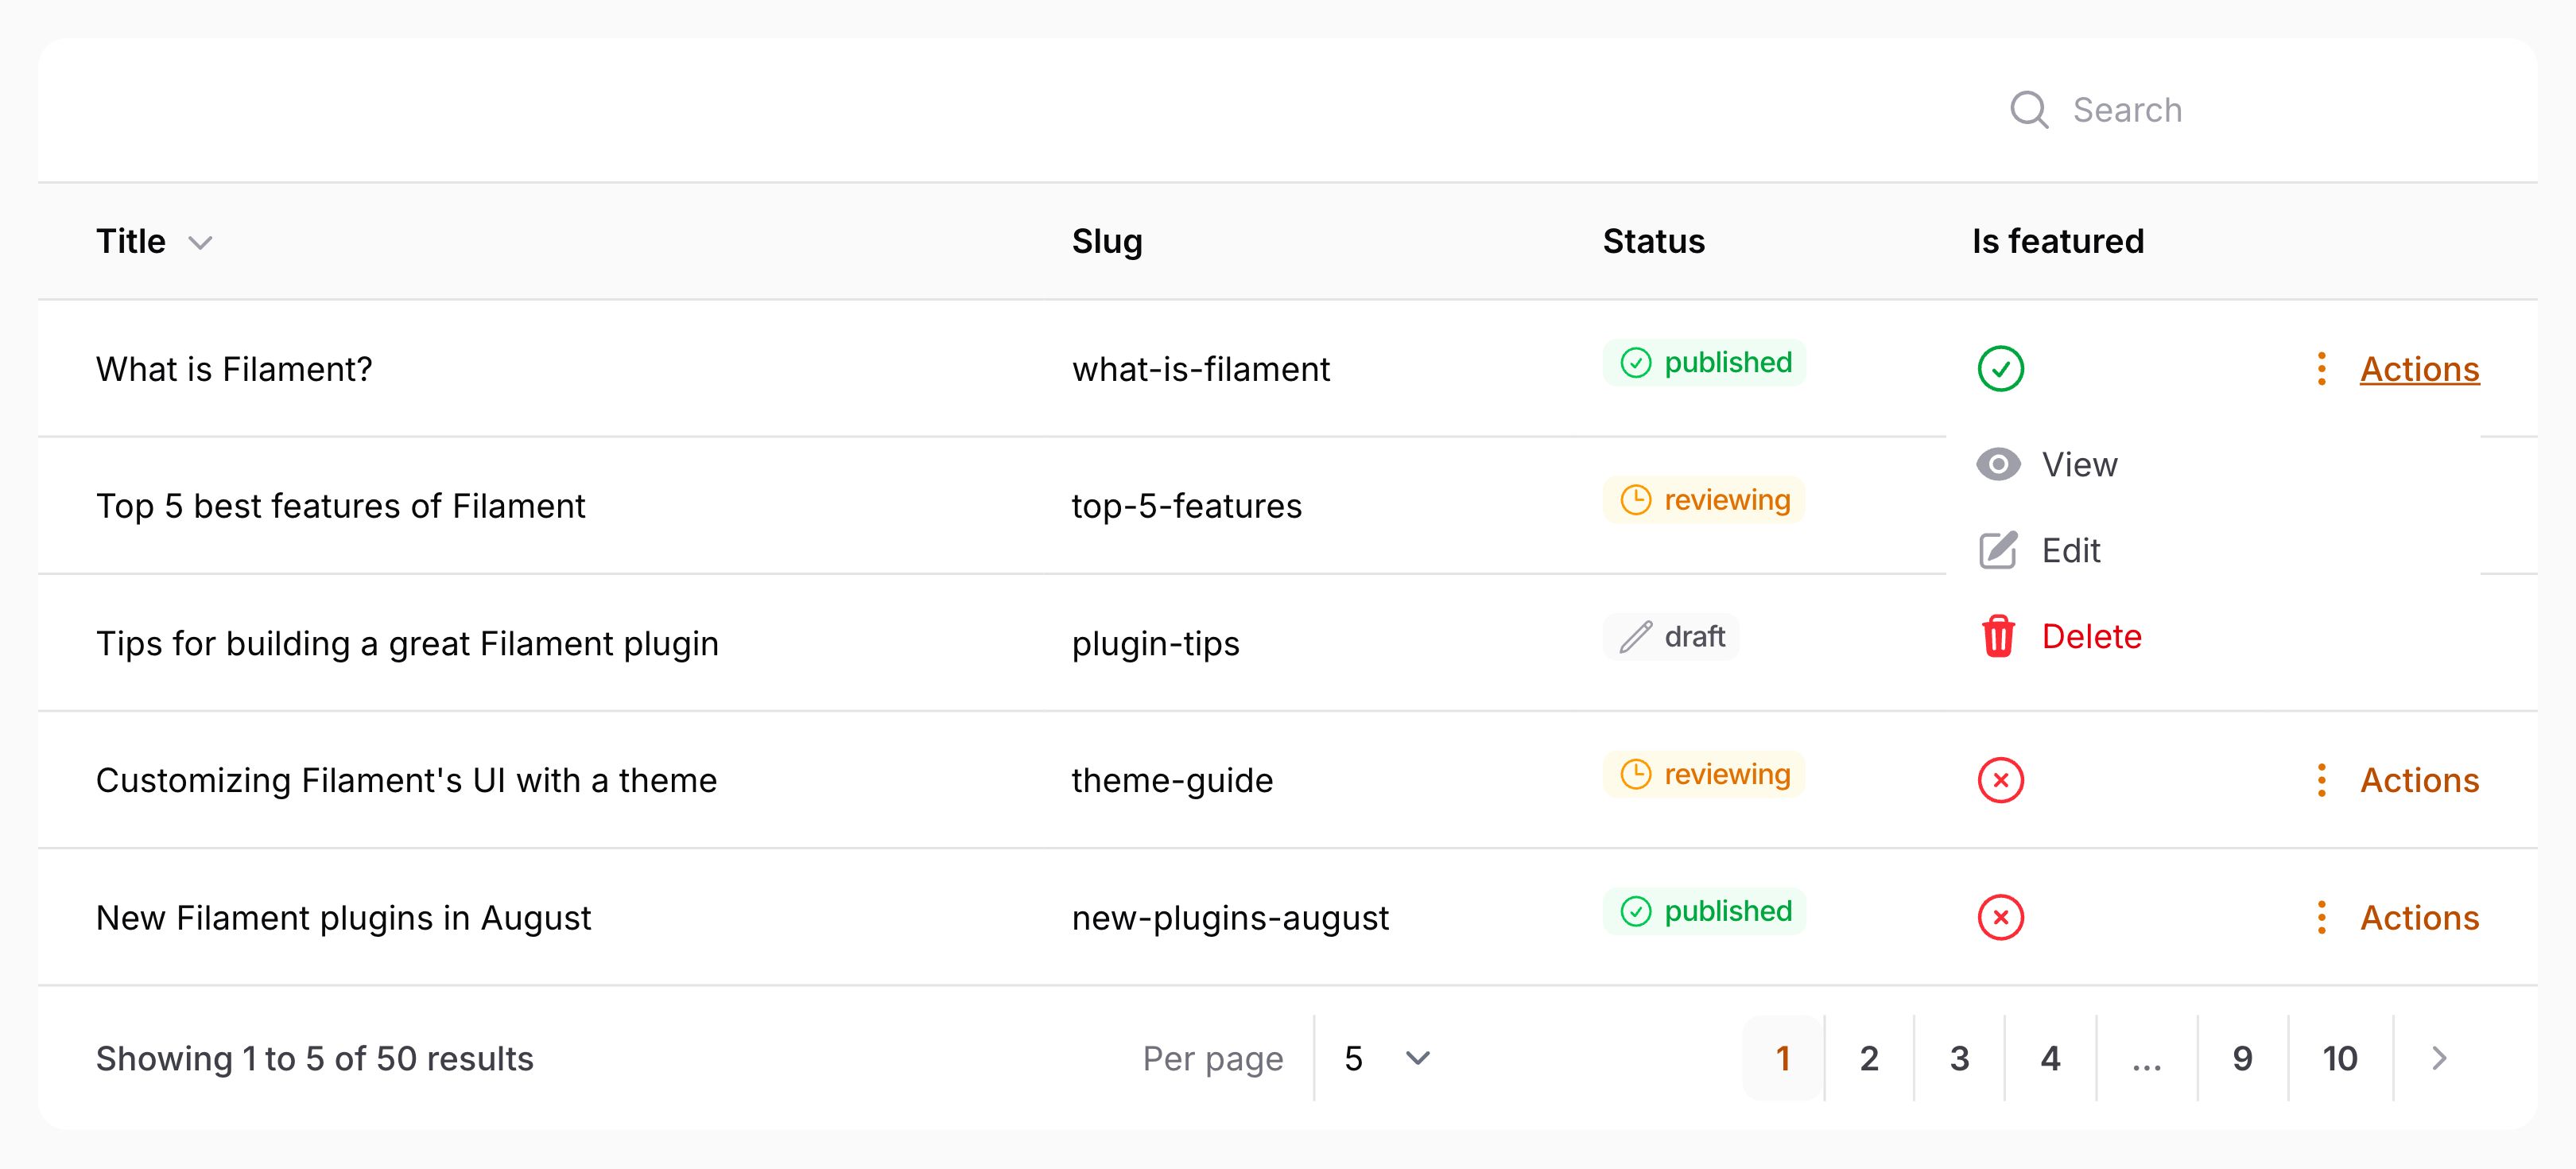 Search
Title Slug Status Is featured
What is Filament? what-is-filament published Actions
View
Top 5 best features of Filament top-5-features reviewing
Edit
Tips for building a great Filament plugin plugin-tips draft Delete
Customizing Filament's UI with a theme theme-guide reviewing Actions
New Filament plugins in August new-plugins-august published Actions
Showing 1 to 5 of 50 results Per page 5 1 2 3 4 ... 9 10